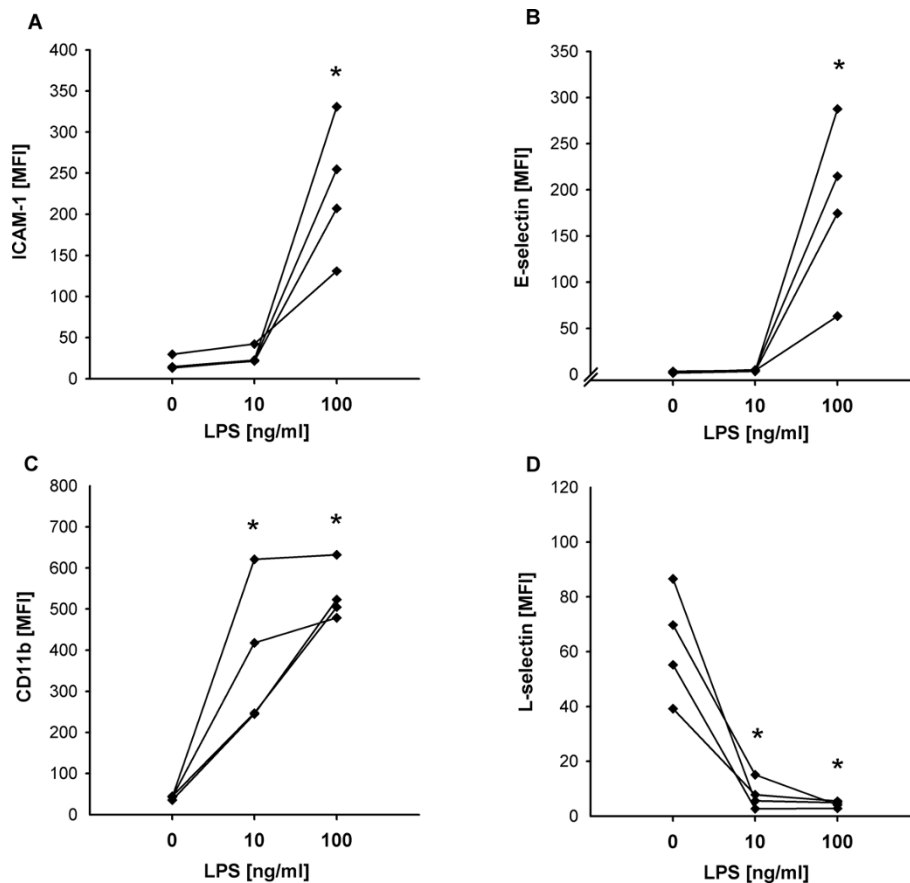 A
400
350
300
250
200
150
100
50
0
ICAM-1 [MFI]
*
0 10 100
LPS [ng/ml]
B
350
300
250
200
150
100
50
0
E-selectin [MFI]
*
0 10 100
LPS [ng/ml]
C
800
700
600
500
400
300
200
100
0
CD11b [MFI]
* *
0 10 100
LPS [ng/ml]
D
120
100
80
60
40
20
0
L-selectin [MFI]
*
*
0 10 100
LPS [ng/ml]